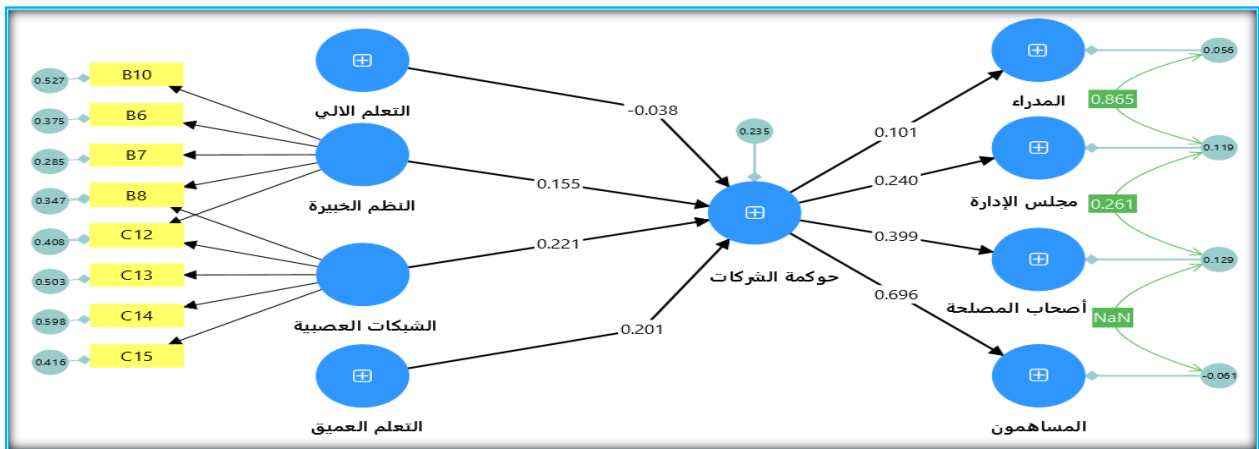 0.527
B10
0.375
B6
0.285
B7
0.347
B8
0.408
C12
0.503
C13
0.598
C14
0.416
C15
التعلم الالي
النظم الخبيرة
الشبكات العصبية
التعلم العميق
-0.038
0.155
0.221
0.201
0.235
حوكمة الشركات
0.101
0.240
0.399
0.696
المدراء
مجلس الإدارة
أصحاب المصلحة
المساهمون
0.056
0.865
0.119
0.261
0.129
NaN
-0.061